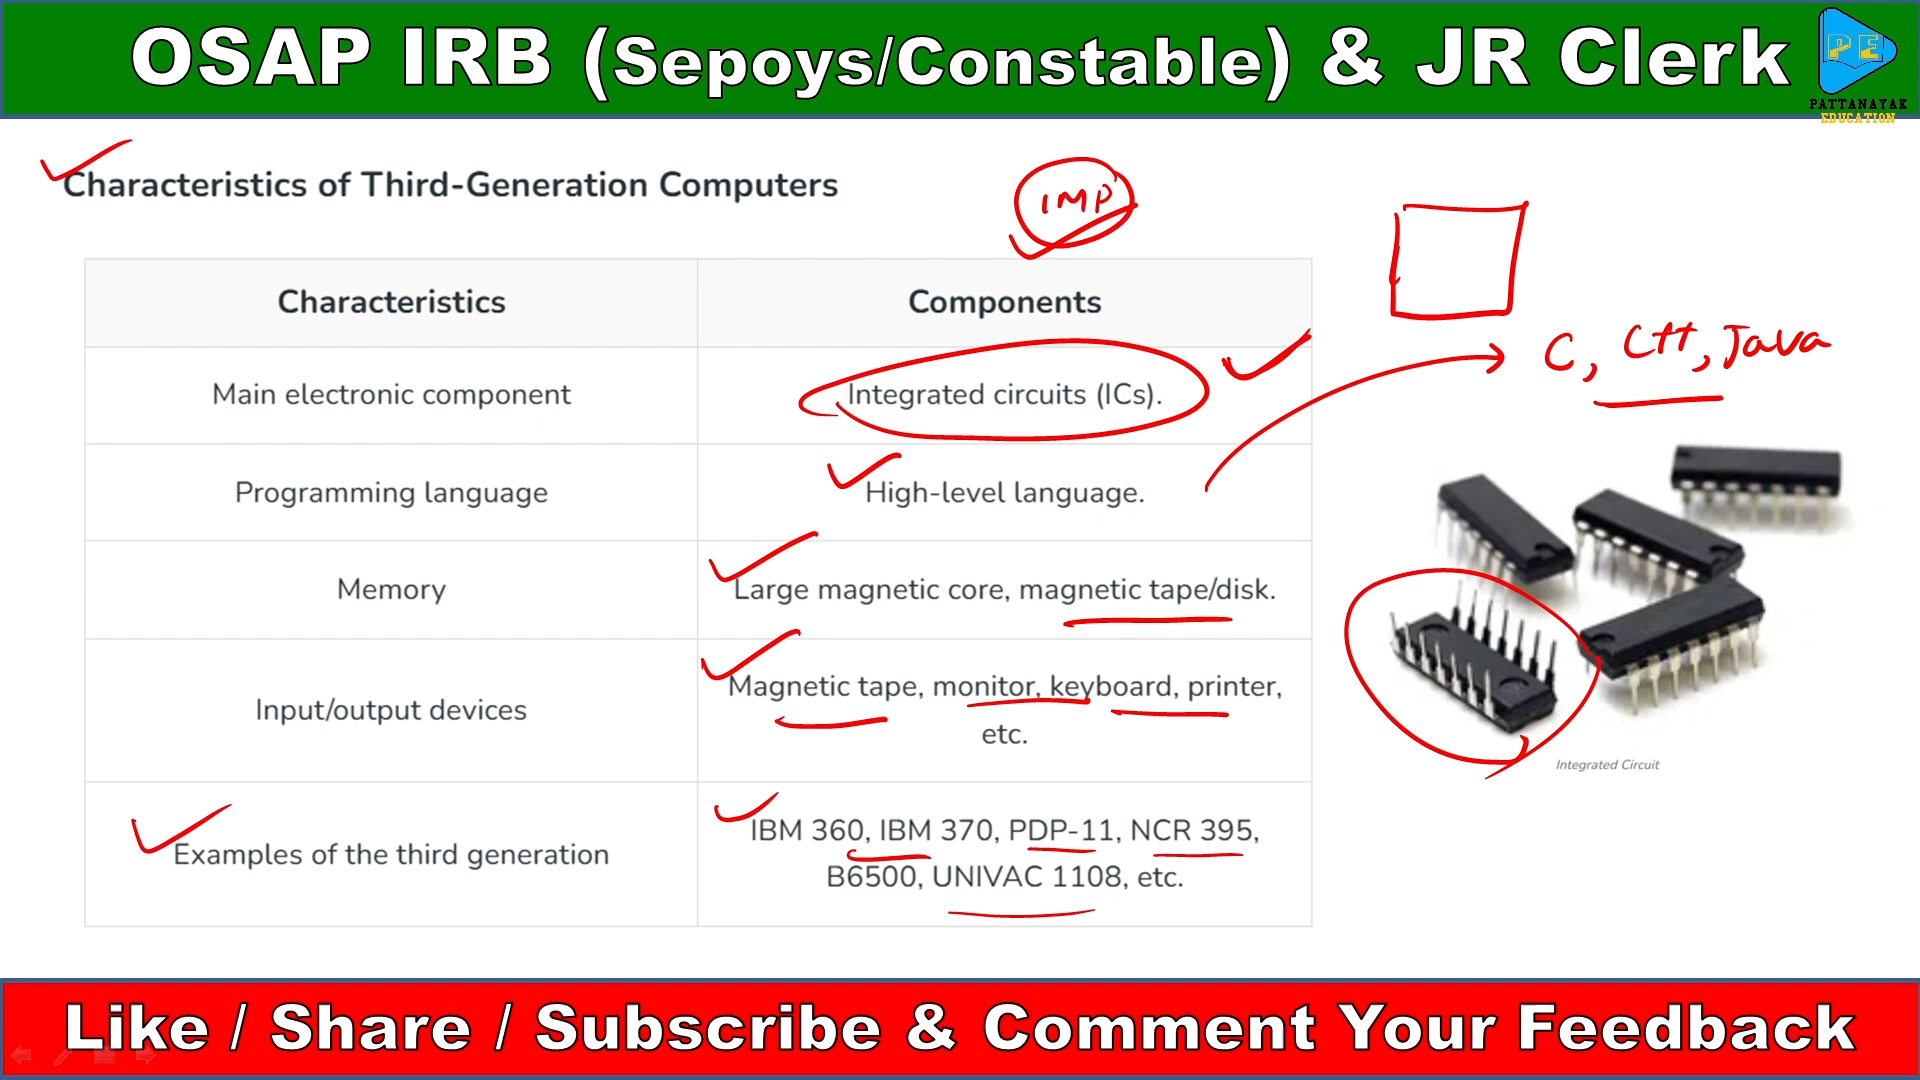 OSAP IRB (Sepoys/Constable) & JR Clerk
PE
PATTANAYAK
EDUCATION
Characteristics of Third-Generation Computers
IMP
Characteristics
Components
Main electronic component
Integrated circuits (ICs).
C, C++, Java
Programming language
High-level language.
Memory
Large magnetic core, magnetic tape/disk.
Input/output devices
Magnetic tape, monitor, keyboard, printer,
etc.
Integrated Circuit
Examples of the third generation
IBM 360, IBM 370, PDP-11, NCR 395,
B6500, UNIVAC 1108, etc.
Like / Share / Subscribe & Comment Your Feedback